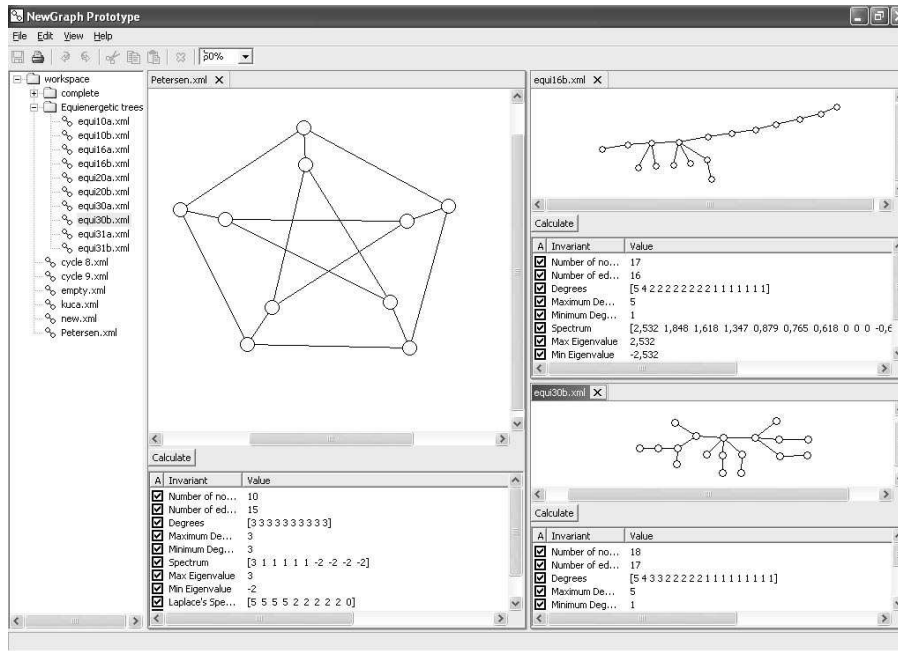 NewGraph Prototype
File Edit View Help
50%
workspace
complete
Equienergetic trees
equi10a.xml
equi10b.xml
equi16a.xml
equi16b.xml
equi20a.xml
equi20b.xml
equi30a.xml
equi30b.xml
equi31a.xml
equi31b.xml
cycle 8.xml
cycle 9.xml
empty.xml
kuca.xml
new.xml
Petersen.xml
Petersen.xml X
Calculate
A Invariant Value
Number of no... 10
Number of ed... 15
Degrees [3 3 3 3 3 3 3 3 3 3]
Maximum De... 3
Minimum Deg... 3
Spectrum [3 1 1 1 1 1 -2 -2 -2 -2]
Max Eigenvalue 3
Min Eigenvalue -2
Laplace's Spe... [5 5 5 5 2 2 2 2 2 0]
equi16b.xml X
Calculate
A Invariant Value
Number of no... 17
Number of ed... 16
Degrees [5 4 2 2 2 2 2 2 2 2 1 1 1 1 1 1 1]
Maximum De... 5
Minimum Deg... 1
Spectrum [2,532 1,848 1,618 1,347 0,879 0,765 0,618 0 0 0 -0,6
Max Eigenvalue 2,532
Min Eigenvalue -2,532
equi30b.xml X
Calculate
A Invariant Value
Number of no... 18
Number of ed... 17
Degrees [5 4 3 3 2 2 2 2 2 1 1 1 1 1 1 1 1 1]
Maximum De... 5
Minimum Deg... 1